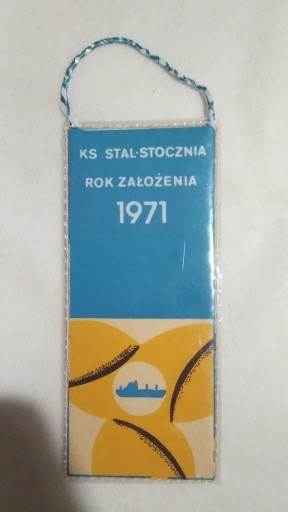 KS STAL-STOCZNIA
ROK ZAŁOŻENIA
1971